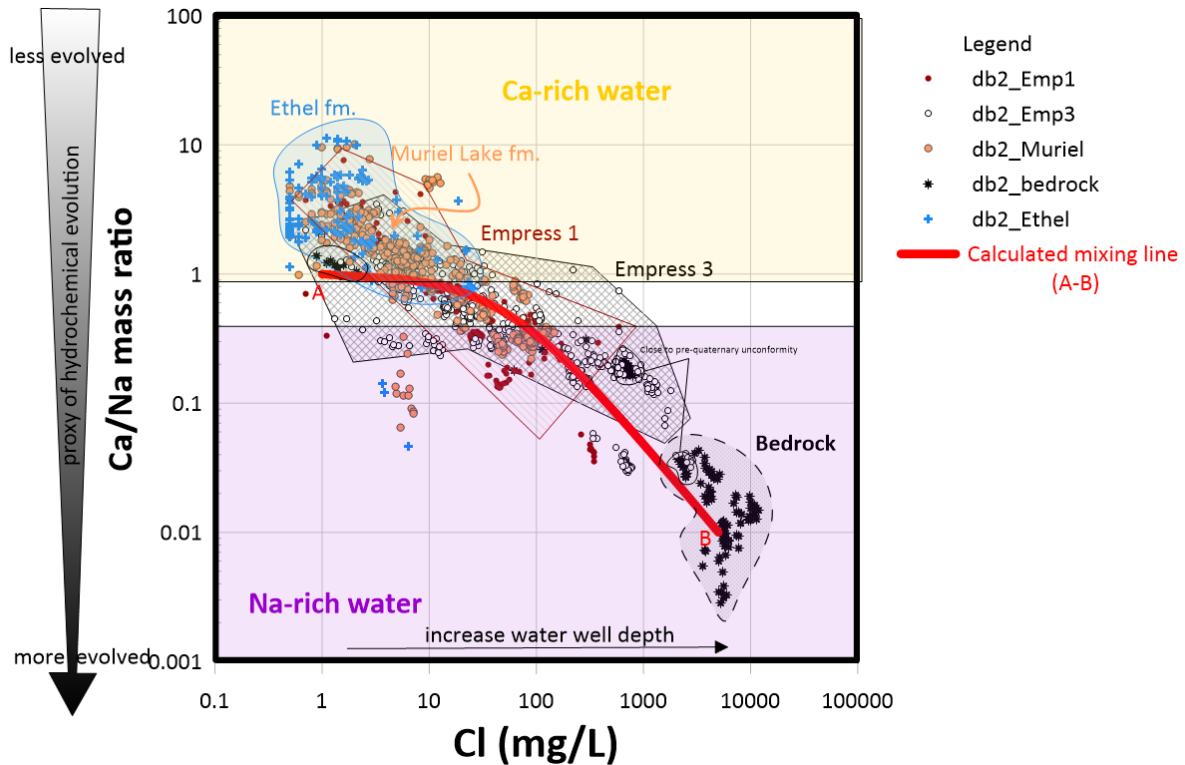 less evolved
proxy of hydrochemical evolution
more evolved
Ca/Na mass ratio
100
10
1
0.1
0.01
0.001
Ca-rich water
Ethel fm.
Muriel Lake fm.
Empress 1
Empress 3
A
Close to pre-quaternary unconformity
Bedrock
B
Na-rich water
increase water well depth
0.1
1
10
100
1000
10000
100000
Cl (mg/L)
Legend
db2_Emp1
db2_Emp3
db2_Muriel
db2_bedrock
db2_Ethel
Calculated mixing line
(A-B)